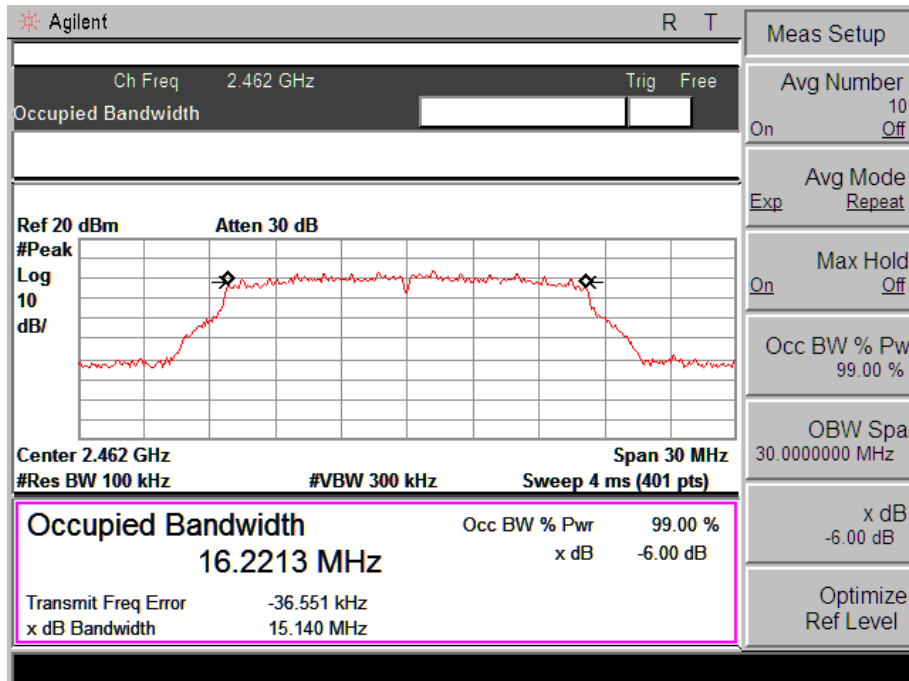 Agilent R T
Ch Freq 2.462 GHz Trig Free
Occupied Bandwidth
Ref 20 dBm Atten 30 dB
#Peak
Log
10
dB/
Center 2.462 GHz Span 30 MHz
#Res BW 100 kHz #VBW 300 kHz Sweep 4 ms (401 pts)
Occupied Bandwidth Occ BW % Pwr 99.00 %
16.2213 MHz x dB -6.00 dB
Transmit Freq Error -36.551 kHz
x dB Bandwidth 15.140 MHz
Meas Setup
Avg Number
10
On Off
Avg Mode
Exp Repeat
Max Hold
On Off
Occ BW % Pw
99.00 %
OBW Spa
30.0000000 MHz
x dB
-6.00 dB
Optimize
Ref Level